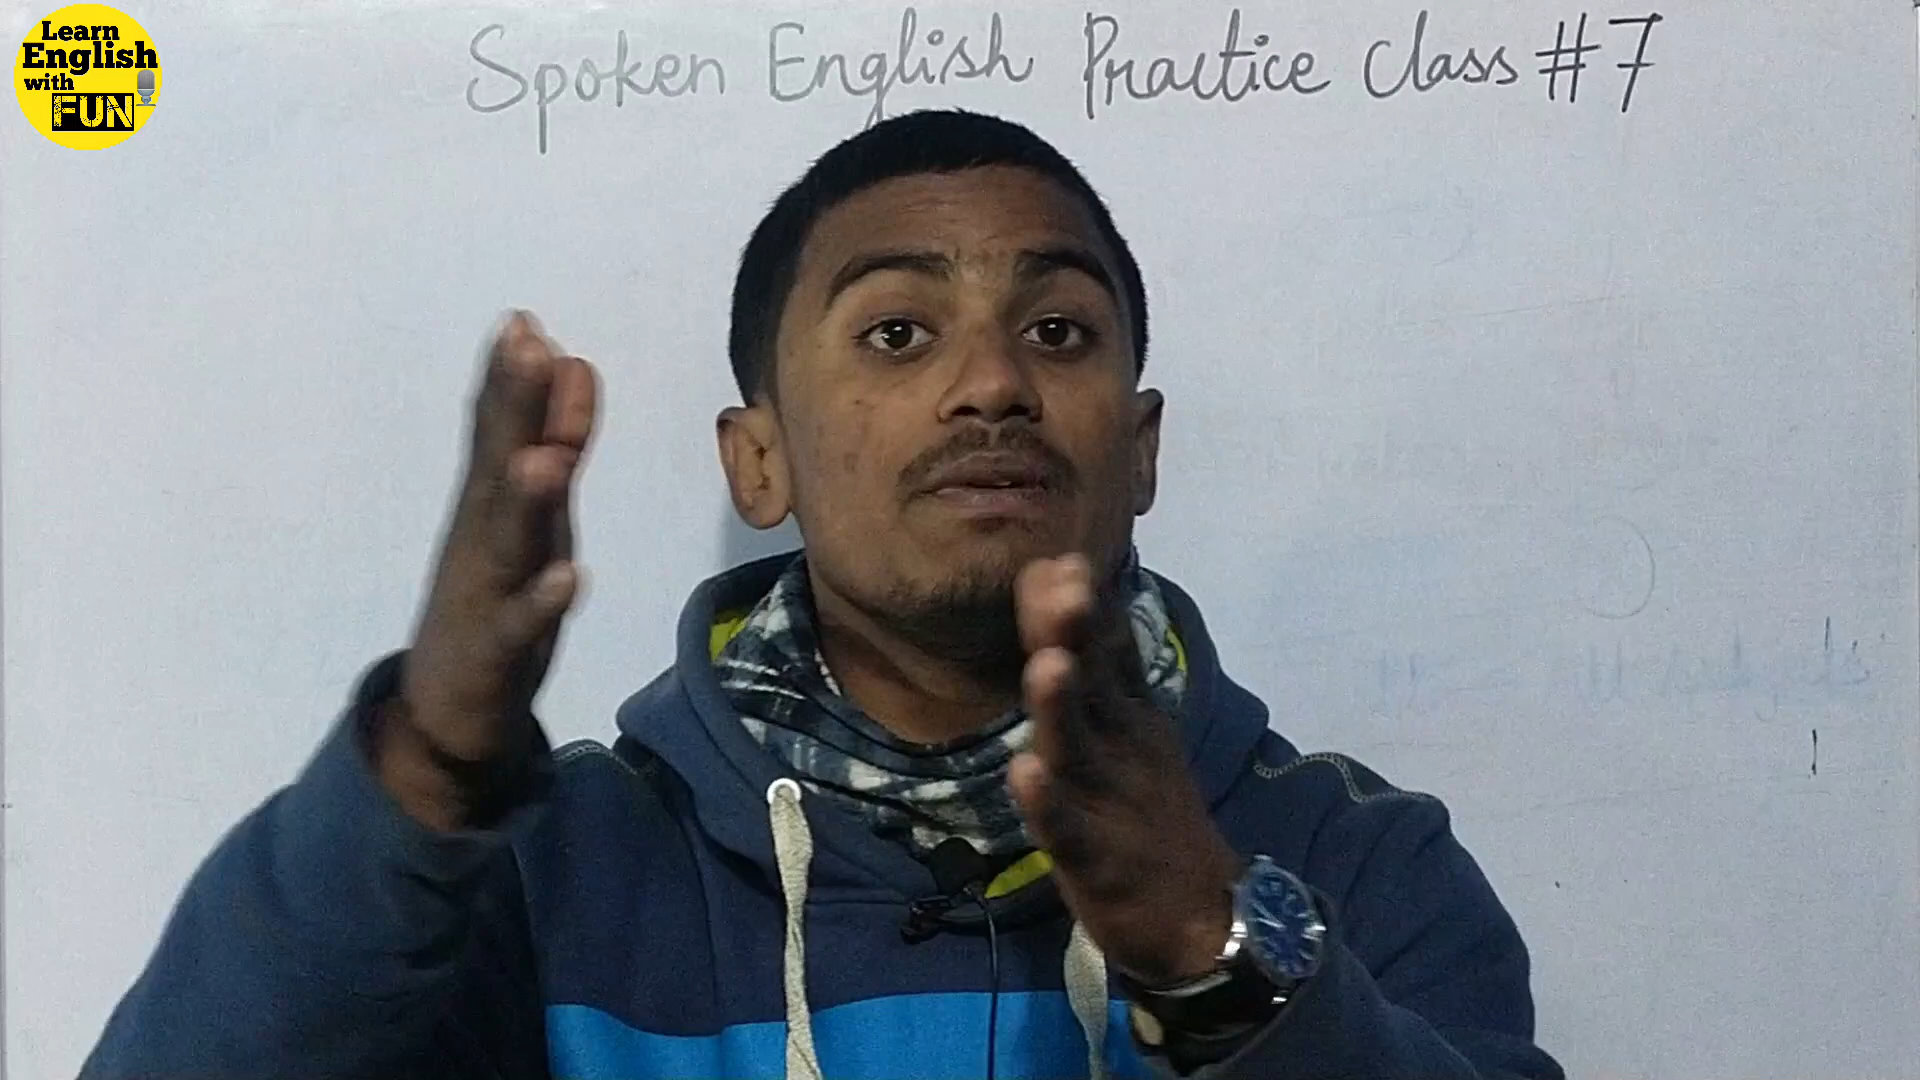 Learn
English
with
FUN
Spoken English Practice Class #7